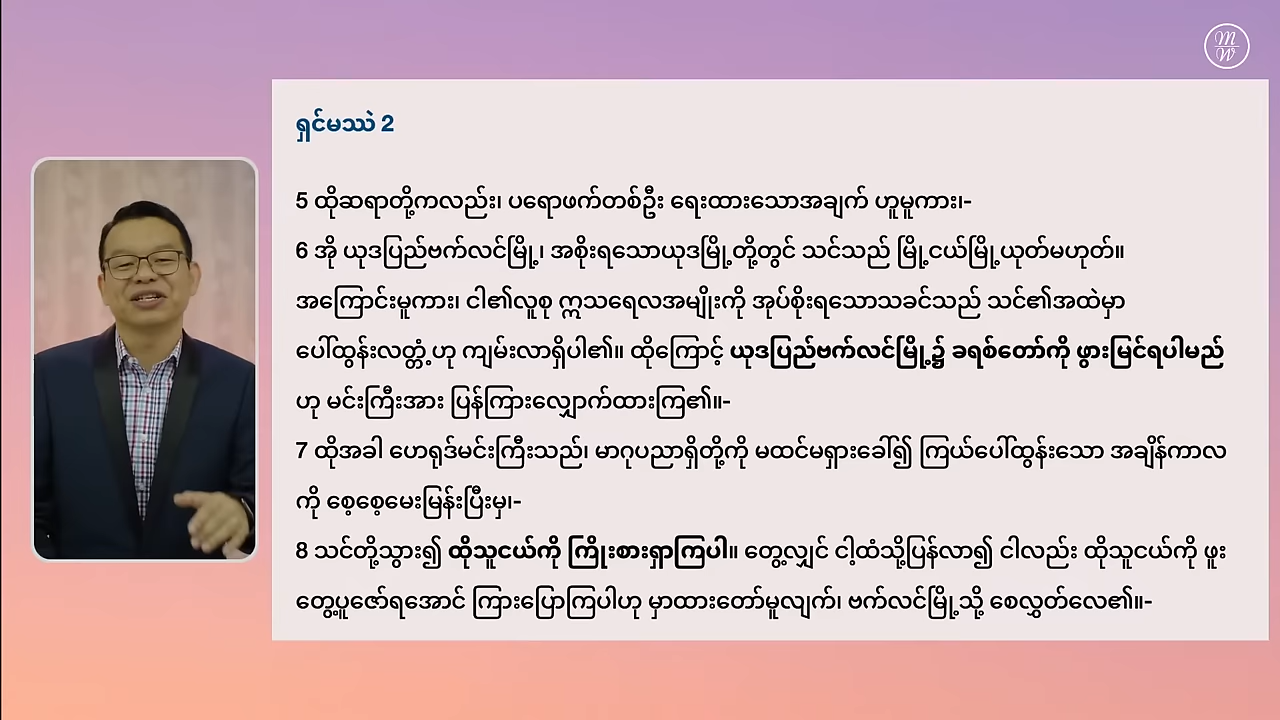 M
W
ရှင်မဿဲ 2
5 ထိုဆရာတို့ကလည်း၊ ပရောဖက်တစ်ဦး ရေးထားသောအချက် ဟူမူကား၊-
6 အို ယုဒပြည်ဗက်လင်မြို့၊ အစိုးရသောယုဒမြို့တို့တွင် သင်သည် မြို့ငယ်မြို့ယုတ်မဟုတ်။
အကြောင်းမူကား၊ ငါ၏လူစု ဣသရေလအမျိုးကို အုပ်စိုးရသောသခင်သည် သင်၏အထဲမှာ
ပေါ်ထွန်းလတ္တံ့ ဟု ကျမ်းလာရှိပါ၏။ ထိုကြောင့် ယုဒပြည်ဗက်လင်မြို့၌ ခရစ်တော်ကို ဖွားမြင်ရပါမည်
ဟု မင်းကြီးအား ပြန်ကြားလျှောက်ထားကြ၏။-
7 ထိုအခါ ဟေရုဒ်မင်းကြီးသည်၊ မာဂုပညာရှိတို့ကို မထင်မရှားခေါ်၍ ကြယ်ပေါ်ထွန်းသော အချိန်ကာလ
ကို စေ့စေ့မေးမြန်းပြီးမှ၊-
8 သင်တို့သွား၍ ထိုသူငယ်ကို ကြိုးစားရှာကြပါ။ တွေ့လျှင် ငါ့ထံသို့ပြန်လာ၍ ငါလည်း ထိုသူငယ်ကို ဖူး
တွေ့ပူဇော်ရအောင် ကြားပြောကြပါဟု မှာထားတော်မူလျက်၊ ဗက်လင်မြို့သို့ စေလွှတ်လေ၏။-